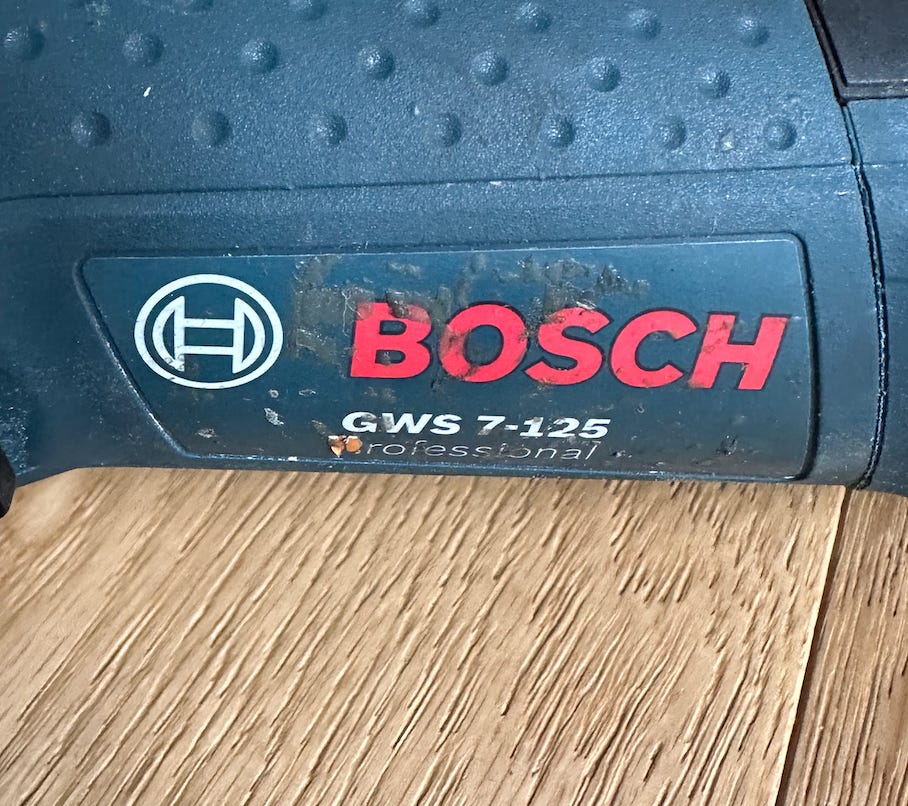 BOSCH
GWS 7-125
Professional